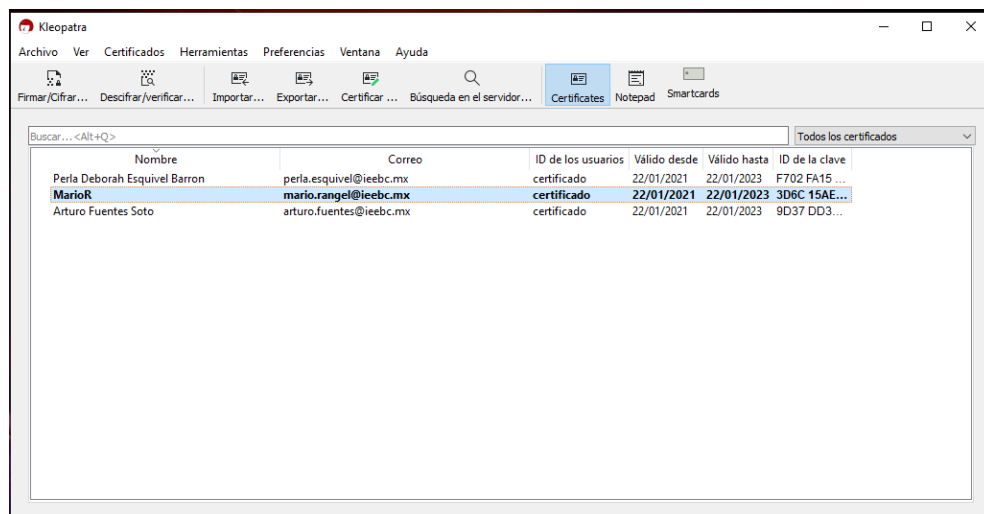 Kleopatra
Archivo Ver Certificados Herramientas Preferencias Ventana Ayuda
Firmar/Cifrar... Descifrar/verificar... Importar... Exportar... Certificar ... Búsqueda en el servidor... Certificates Notepad Smartcards
Buscar...<Alt+Q> Todos los certificados
Nombre Correo ID de los usuarios Válido desde Válido hasta ID de la clave
Perla Deborah Esquivel Barron perla.esquivel@ieebc.mx certificado 22/01/2021 22/01/2023 F702 FA15 ...
MarioR mario.rangel@ieebc.mx certificado 22/01/2021 22/01/2023 3D6C 15AE...
Arturo Fuentes Soto arturo.fuentes@ieebc.mx certificado 22/01/2021 22/01/2023 9D37 DD3...